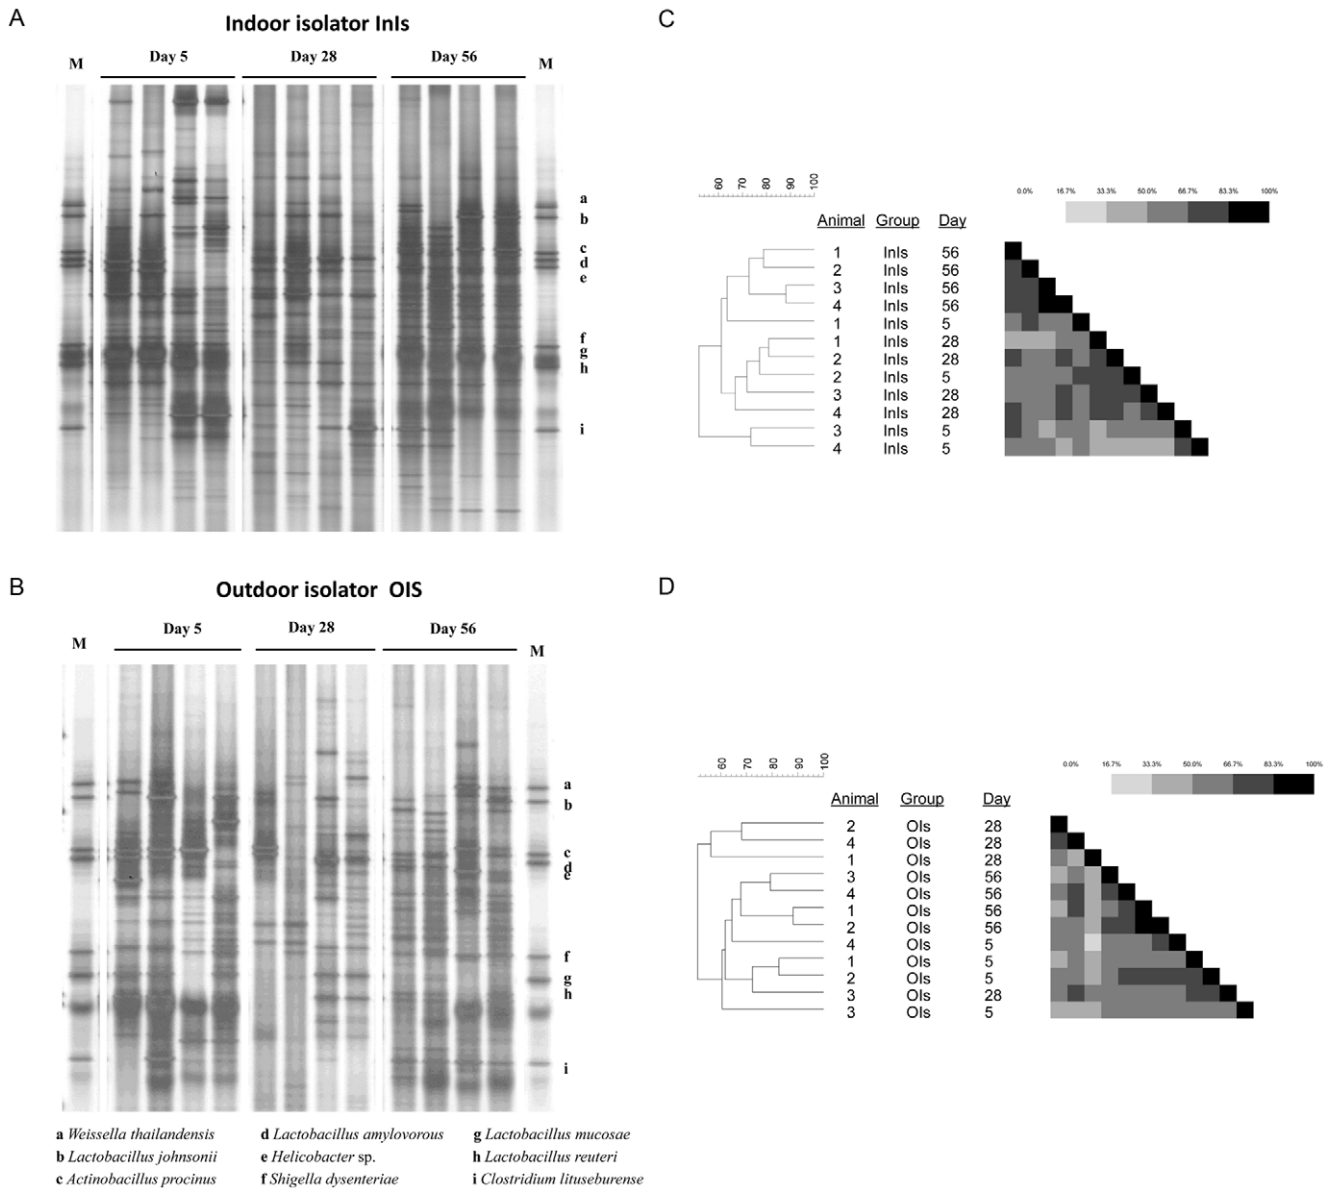 A
Indoor isolator InIs
M
Day 5
Day 28
Day 56
M
a
b
c
d
e
f
g
h
i
B
Outdoor isolator OIS
M
Day 5
Day 28
Day 56
M
a
b
c
d
e
f
g
h
i
a Weissella thailandensis
b Lactobacillus johnsonii
c Actinobacillus procinus
d Lactobacillus amylovorous
e Helicobacter sp.
f Shigella dysenteriae
g Lactobacillus mucosae
h Lactobacillus reuteri
i Clostridium lituseburense
C
60 70 80 90 100
0.0% 16.7% 33.3% 50.0% 66.7% 83.3% 100%
Animal Group Day
1 InIs 56
2 InIs 56
3 InIs 56
4 InIs 56
1 InIs 5
1 InIs 28
2 InIs 28
2 InIs 5
3 InIs 28
4 InIs 28
3 InIs 5
4 InIs 5
D
60 70 80 90 100
0.0% 16.7% 33.3% 50.0% 66.7% 83.3% 100%
Animal Group Day
2 OIs 28
4 OIs 28
1 OIs 28
3 OIs 56
4 OIs 56
1 OIs 56
2 OIs 56
4 OIs 5
1 OIs 5
2 OIs 5
3 OIs 28
3 OIs 5